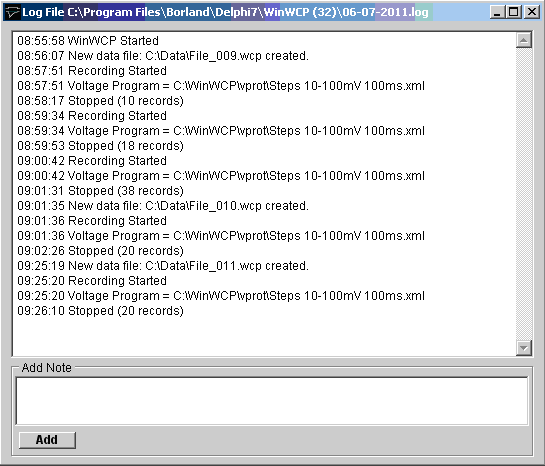 Log File C:\Program Files\Borland\Delphi7\WinWCP (32)\06-07-2011.log
08:55:58 WinWCP Started
08:56:07 New data file: C:\Data\File_009.wcp created.
08:57:51 Recording Started
08:57:51 Voltage Program = C:\WinWCP\vprot\Steps 10-100mV 100ms.xml
08:58:17 Stopped (10 records)
08:59:34 Recording Started
08:59:34 Voltage Program = C:\WinWCP\vprot\Steps 10-100mV 100ms.xml
08:59:53 Stopped (18 records)
09:00:42 Recording Started
09:00:42 Voltage Program = C:\WinWCP\vprot\Steps 10-100mV 100ms.xml
09:01:31 Stopped (38 records)
09:01:35 New data file: C:\Data\File_010.wcp created.
09:01:36 Recording Started
09:01:36 Voltage Program = C:\WinWCP\vprot\Steps 10-100mV 100ms.xml
09:02:26 Stopped (20 records)
09:25:19 New data file: C:\Data\File_011.wcp created.
09:25:20 Recording Started
09:25:20 Voltage Program = C:\WinWCP\vprot\Steps 10-100mV 100ms.xml
09:26:10 Stopped (20 records)
Add Note
Add